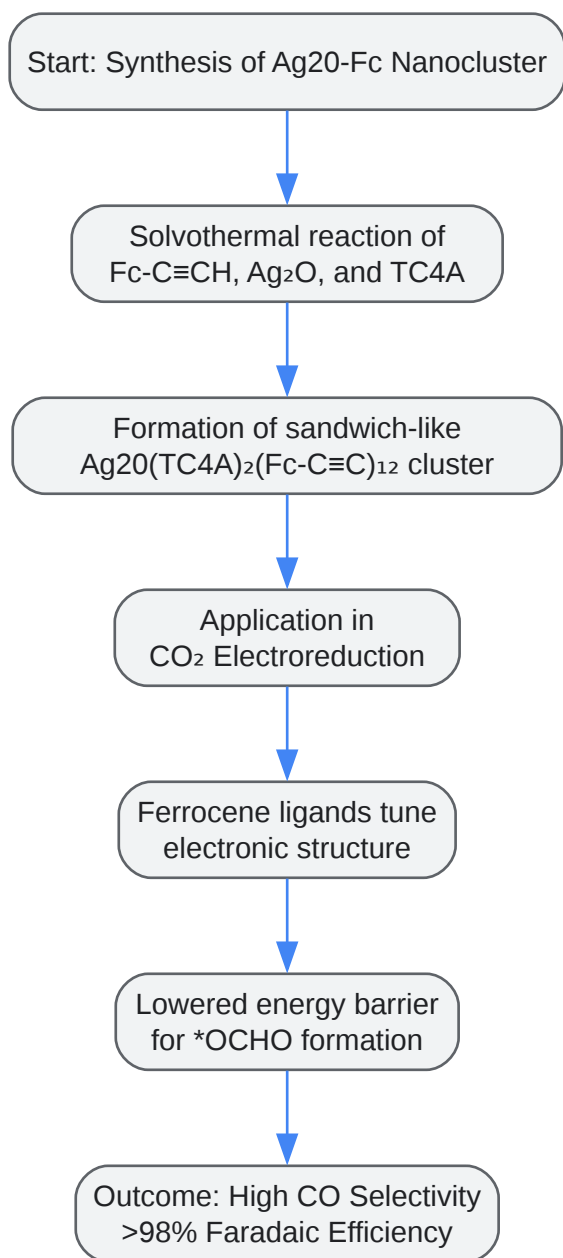 Start: Synthesis of Ag20-Fc Nanocluster
Solvothermal reaction of
Fc-C≡CH, Ag₂O, and TC4A
Formation of sandwich-like
Ag20(TC4A)₂(Fc-C≡C)₁₂ cluster
Application in
CO₂ Electroreduction
Ferrocene ligands tune
electronic structure
Lowered energy barrier
for *OCHO formation
Outcome: High CO Selectivity
>98% Faradaic Efficiency